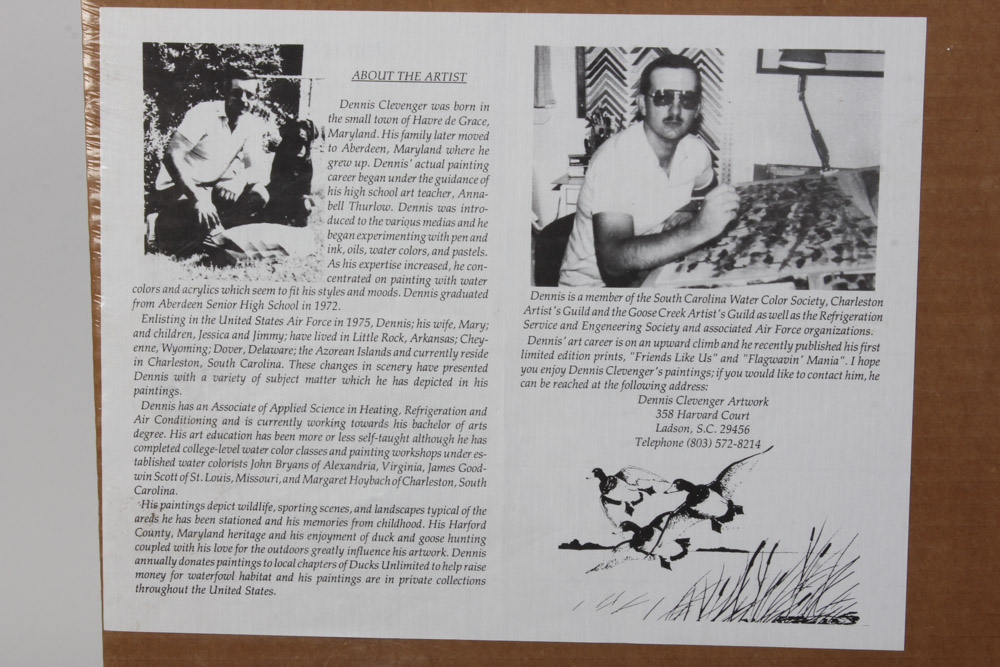 ABOUT THE ARTIST
Dennis Clevenger was born in
the small town of Havre de Grace,
Maryland. His family later moved
to Aberdeen, Maryland where he
grew up. Dennis' actual painting
career began under the guidance of
his high school art teacher, Anna-
bell Thurlow. Dennis was intro-
duced to the various medias and he
began experimenting with pen and
ink, oils, water colors, and pastels.
As his expertise increased, he con-
centrated on painting with water
colors and acrylics which seem to fit his styles and moods. Dennis graduated
from Aberdeen Senior High School in 1972.
Enlisting in the United States Air Force in 1975, Dennis; his wife, Mary;
and children, Jessica and Jimmy; have lived in Little Rock, Arkansas; Chey-
enne, Wyoming; Dover, Delaware; the Azorean Islands and currently reside
in Charleston, South Carolina. These changes in scenery have presented
Dennis with a variety of subject matter which he has depicted in his
paintings.
Dennis has an Associate of Applied Science in Heating, Refrigeration and
Air Conditioning and is currently working towards his bachelor of arts
degree. His art education has been more or less self-taught although he has
completed college-level water color classes and painting workshops under es-
tablished water colorists John Bryans of Alexandria, Virginia, James Good-
win Scott of St. Louis, Missouri, and Margaret Hoybach of Charleston, South
Carolina.
His paintings depict wildlife, sporting scenes, and landscapes typical of the
areas he has been stationed and his memories from childhood. His Harford
County, Maryland heritage and his enjoyment of duck and goose hunting
coupled with his love for the outdoors greatly influence his artwork. Dennis
annually donates paintings to local chapters of Ducks Unlimited to help raise
money for waterfowl habitat and his paintings are in private collections
throughout the United States.
Dennis is a member of the South Carolina Water Color Society, Charleston
Artist's Guild and the Goose Creek Artist's Guild as well as the Refrigeration
Service and Engeneering Society and associated Air Force organizations.
Dennis' art career is on an upward climb and he recently published his first
limited edition prints, "Friends Like Us" and "Flagwavin' Mania". I hope
you enjoy Dennis Clevenger's paintings; if you would like to contact him, he
can be reached at the following address:
Dennis Clevenger Artwork
358 Harvard Court
Ladson, S.C. 29456
Telephone (803) 572-8214